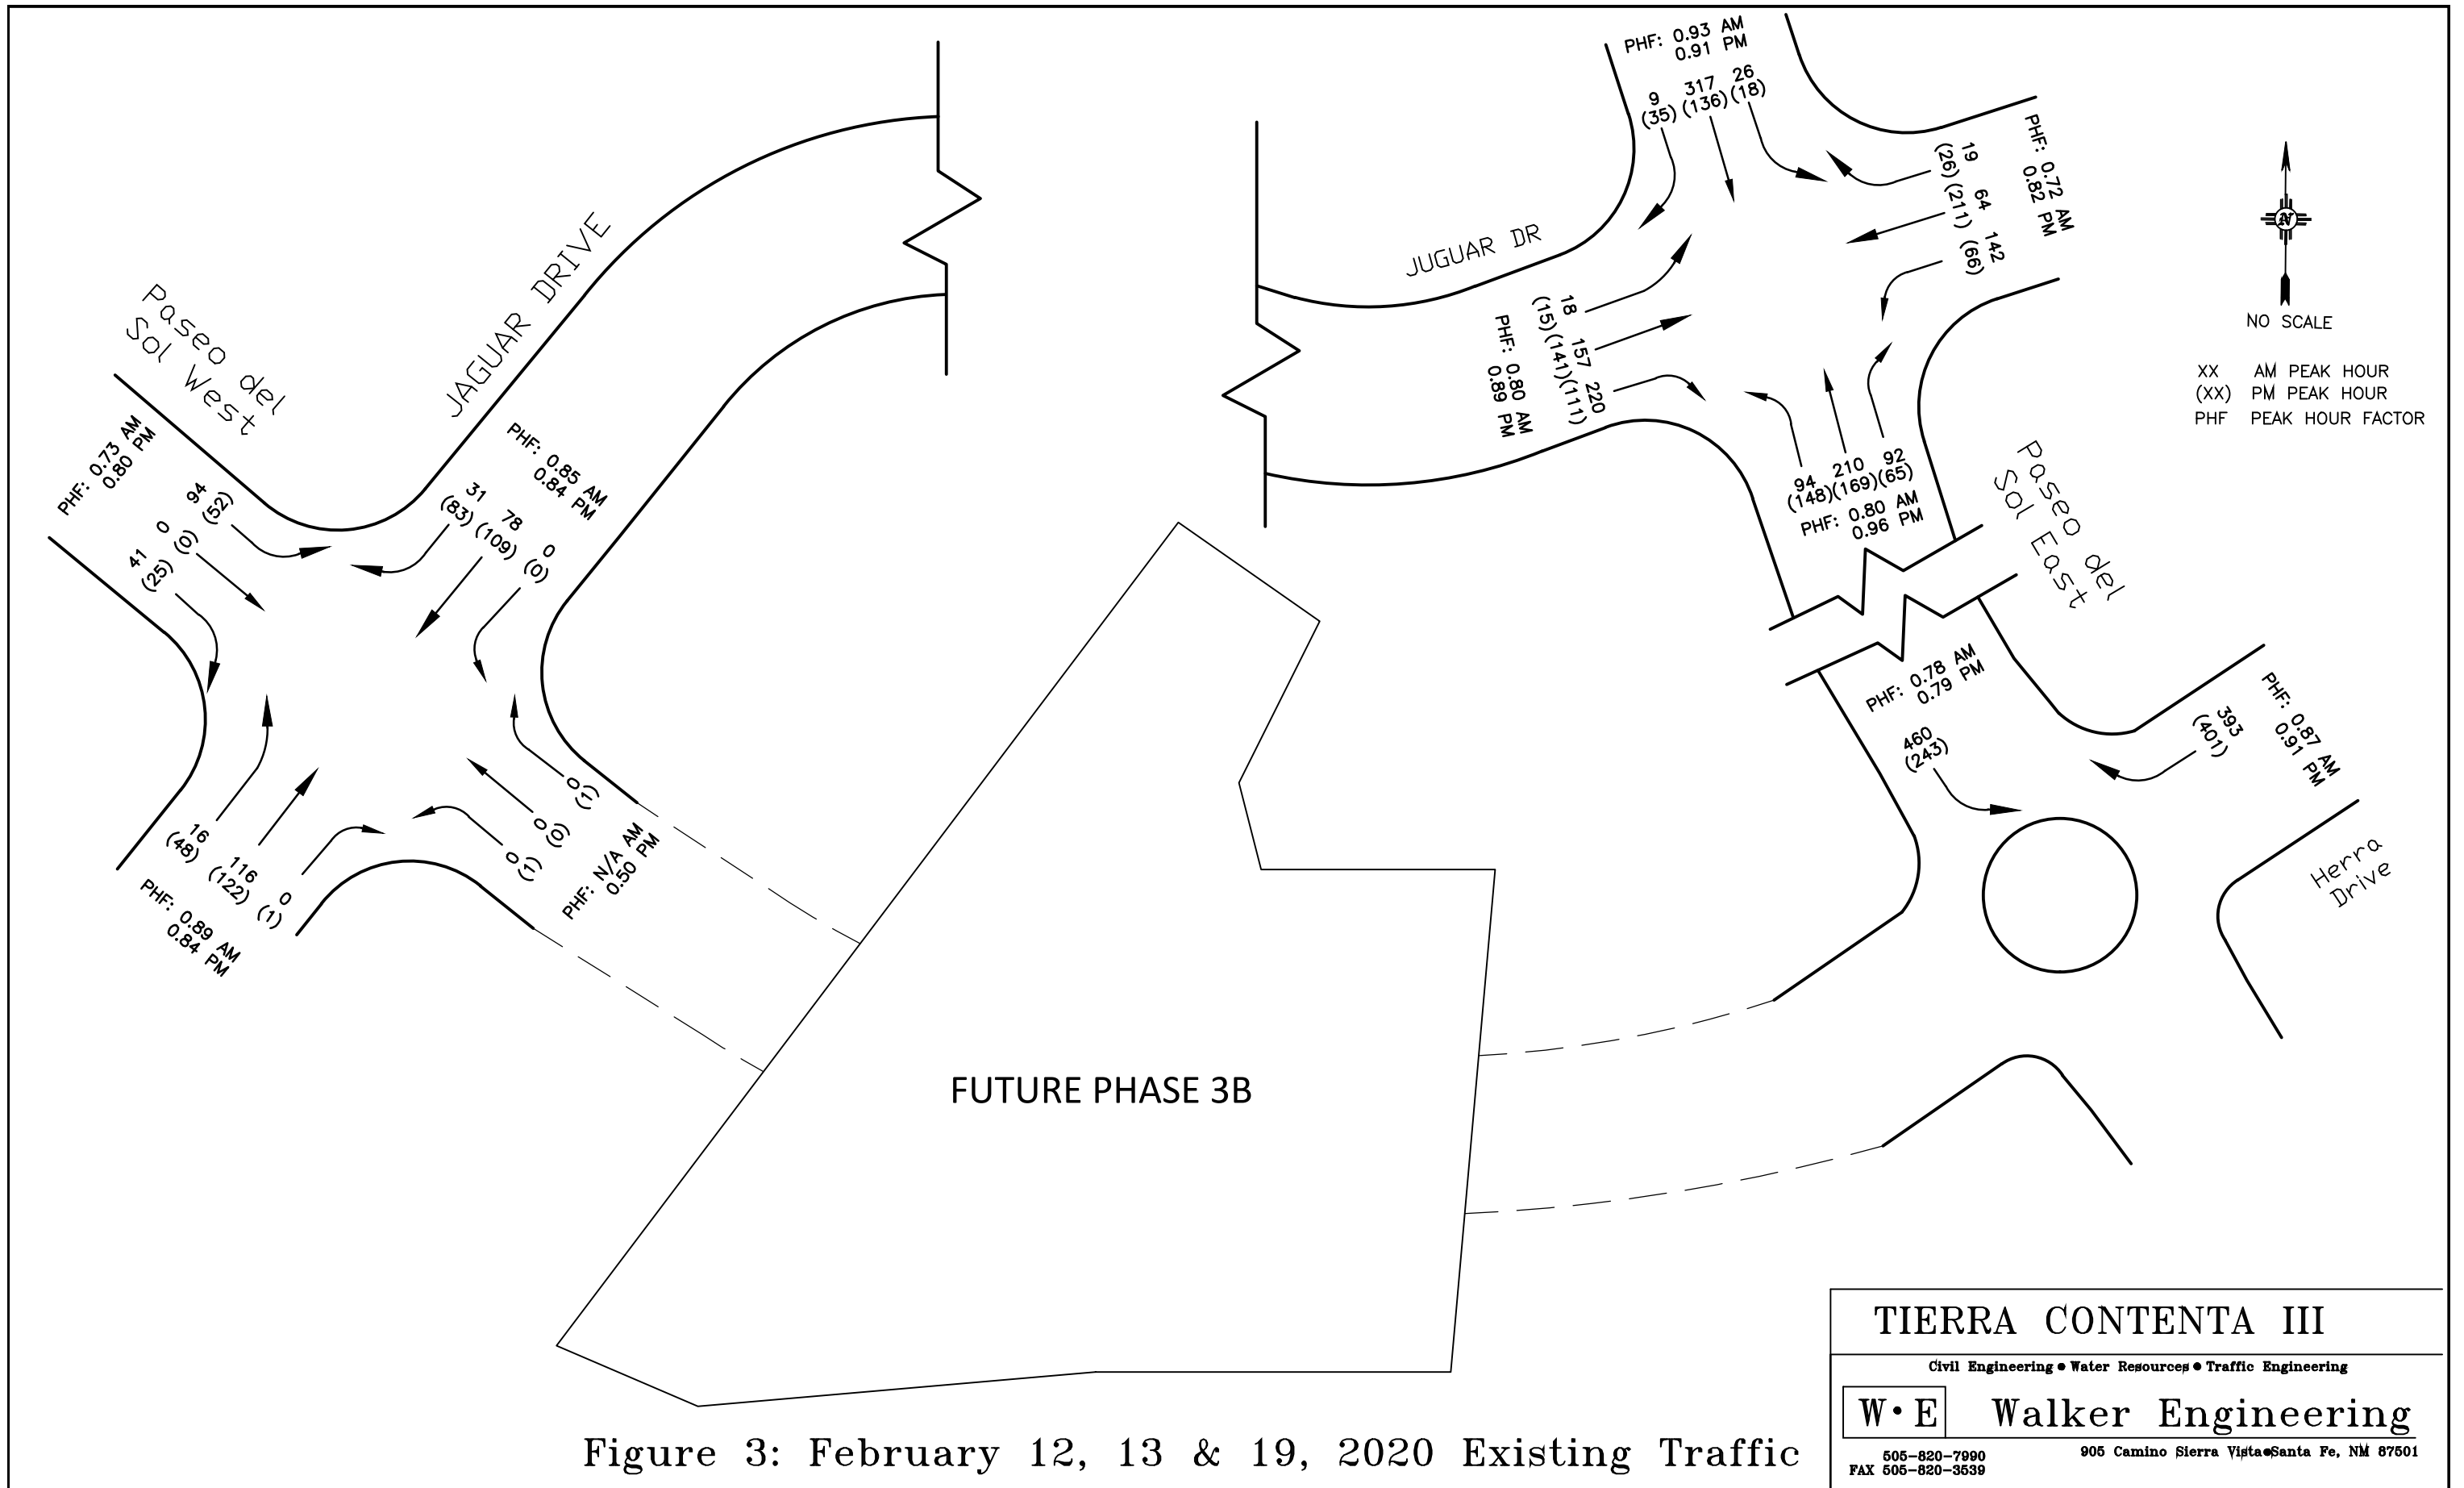 PHF: 0.93 AM
0.91 PM
9 317 26
(35) (136) (18)
19 64 142
(26) (211) (66)
PHF: 0.72 AM
0.82 PM
JUGUAR DR
18 157 220
(15) (141) (111)
PHF: 0.80 AM
0.89 PM
94 210 92
(148) (169) (65)
PHF: 0.80 AM
0.96 PM
Paseo del
Sol East
NO SCALE
XX AM PEAK HOUR
(XX) PM PEAK HOUR
PHF PEAK HOUR FACTOR
Paseo del
Sol West
JAGUAR DRIVE
PHF: 0.73 AM
0.80 PM
94
(52)
0
(0)
41
(25)
PHF: 0.85 AM
0.84 PM
31 78 0
(83) (109) (0)
16 116 0
(48) (122) (1)
PHF: 0.89 AM
0.84 PM
0
(1)
0
(0)
0
(1)
PHF: N/A AM
0.50 PM
PHF: 0.78 AM
0.79 PM
460
(243)
393
(401)
PHF: 0.87 AM
0.91 PM
Herra
Drive
FUTURE PHASE 3B
Figure 3: February 12, 13 & 19, 2020 Existing Traffic
TIERRA CONTENTA III
Civil Engineering • Water Resources • Traffic Engineering
W•E Walker Engineering
505-820-7990
FAX 505-820-3539
905 Camino Sierra Vista•Santa Fe, NM 87501